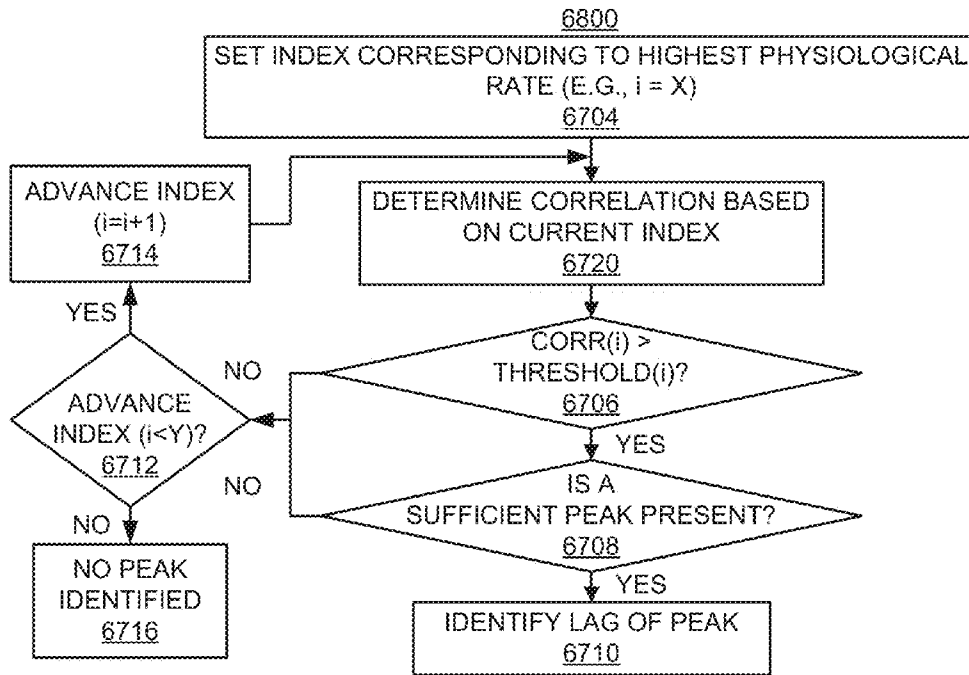 6800
SET INDEX CORRESPONDING TO HIGHEST PHYSIOLOGICAL
RATE (E.G., i = X)
6704
ADVANCE INDEX
(i=i+1)
6714
DETERMINE CORRELATION BASED
ON CURRENT INDEX
6720
YES
CORR(i) >
THRESHOLD(i)?
6706
NO
ADVANCE
INDEX (i<Y)?
6712
YES
NO
IS A
SUFFICIENT PEAK PRESENT?
6708
NO
YES
NO PEAK
IDENTIFIED
6716
IDENTIFY LAG OF PEAK
6710